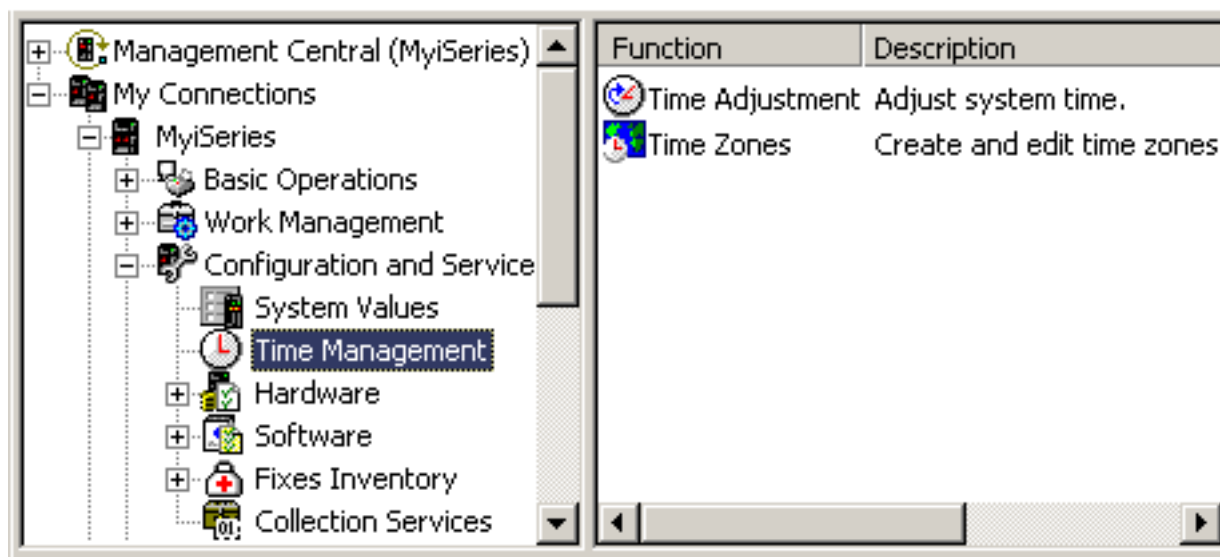 Management Central (MyiSeries)
My Connections
MyiSeries
Basic Operations
Work Management
Configuration and Service
System Values
Time Management
Hardware
Software
Fixes Inventory
Collection Services
Function Description
Time Adjustment Adjust system time.
Time Zones Create and edit time zones